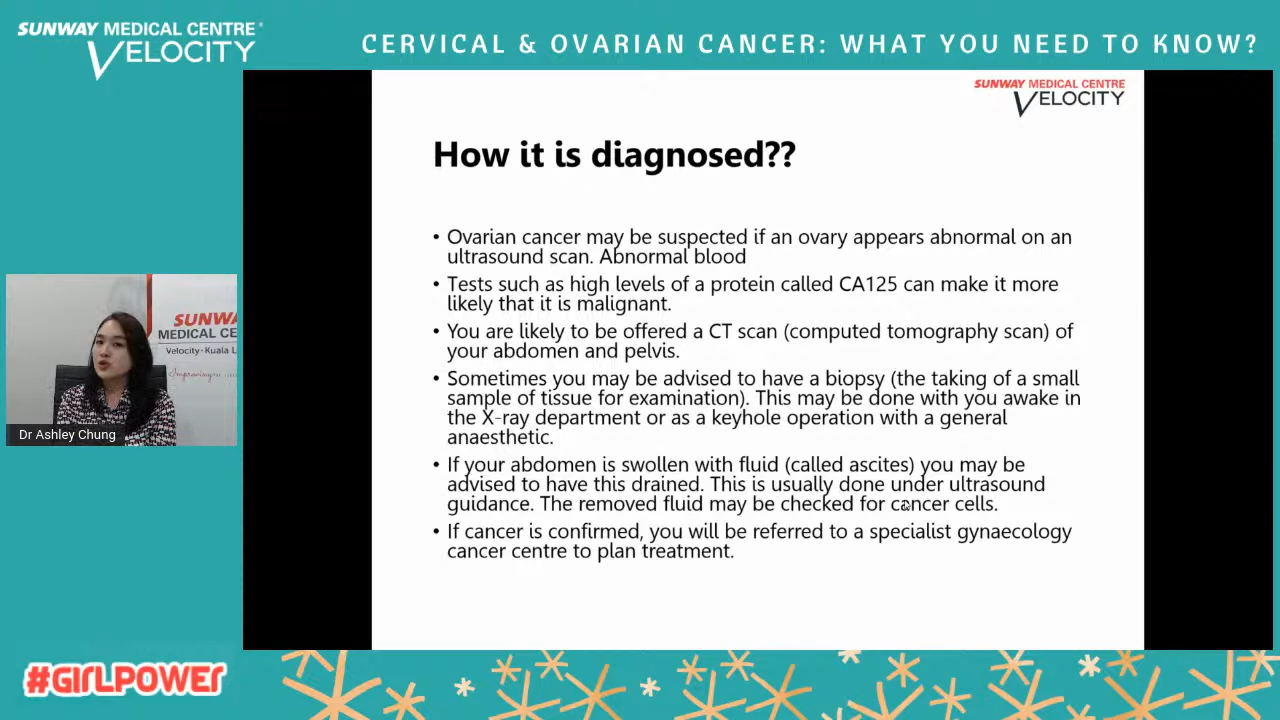 SUNWAY MEDICAL CENTRE
VELOCITY
CERVICAL & OVARIAN CANCER: WHAT YOU NEED TO KNOW?
SUNWAY MEDICAL CENTRE
VELOCITY
How it is diagnosed??
• Ovarian cancer may be suspected if an ovary appears abnormal on an
ultrasound scan. Abnormal blood
• Tests such as high levels of a protein called CA125 can make it more
likely that it is malignant.
• You are likely to be offered a CT scan (computed tomography scan) of
your abdomen and pelvis.
• Sometimes you may be advised to have a biopsy (the taking of a small
sample of tissue for examination). This may be done with you awake in
the X-ray department or as a keyhole operation with a general
anaesthetic.
• If your abdomen is swollen with fluid (called ascites) you may be
advised to have this drained. This is usually done under ultrasound
guidance. The removed fluid may be checked for cancer cells.
• If cancer is confirmed, you will be referred to a specialist gynaecology
cancer centre to plan treatment.
SUNW
MEDICAL CE
Velocity • Kuala L
Improving
Dr Ashley Chung
#GIRLPOWER